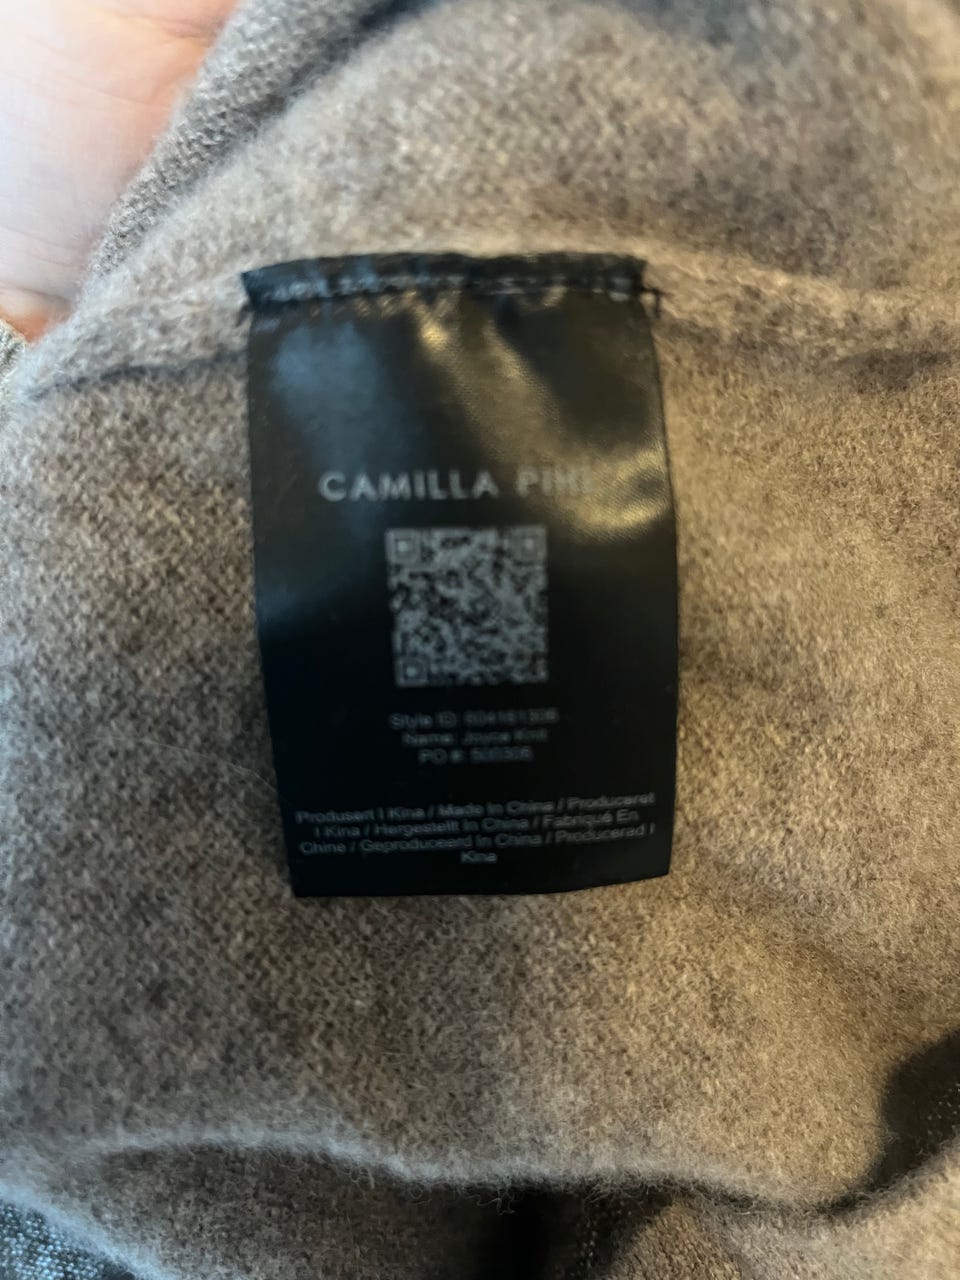 CAMILLA PIHL
Style ID:
Name: Joyce Knit
PO #:
Produsert I Kina / Made In China / Produceret
I Kina / Hergestellt In China / Fabriqué En
Chine / Geproduceerd In China / Producerad I
Kina